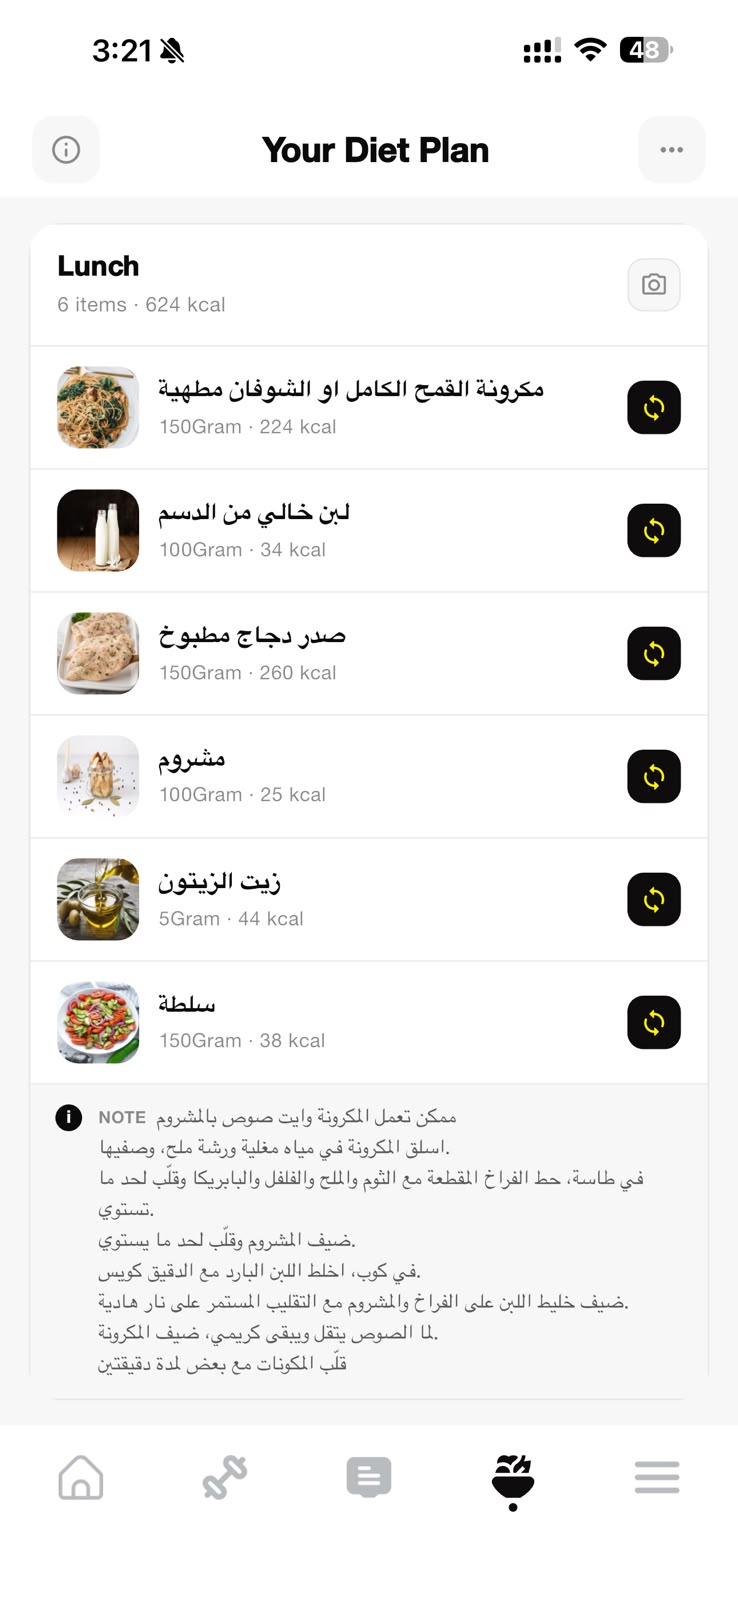 3:21
48
Your Diet Plan
Lunch
6 items · 624 kcal
مكرونة القمح الكامل او الشوفان مطهية
150Gram · 224 kcal
لبن خالي من الدسم
100Gram · 34 kcal
صدر دجاج مطبوخ
150Gram · 260 kcal
مشروم
100Gram · 25 kcal
زيت الزيتون
5Gram · 44 kcal
سلطة
150Gram · 38 kcal
NOTE ممكن تعمل المكرونة وايت صوص بالمشروم
اسلق المكرونة في مياه مغلية ورشة ملح، وصفيها.
في طاسة، حط الفراخ المقطعة مع الثوم والملح والفلفل والبابريكا وقلّب لحد ما
تستوي.
ضيف المشروم وقلّب لحد ما يستوي.
في كوب، اخلط اللبن البارد مع الدقيق كويس.
ضيف خليط اللبن على الفراخ والمشروم مع التقليب المستمر على نار هادية.
لما الصوص يتقل ويبقى كريمي، ضيف المكرونة.
قلّب المكونات مع بعض لمدة دقيقتين